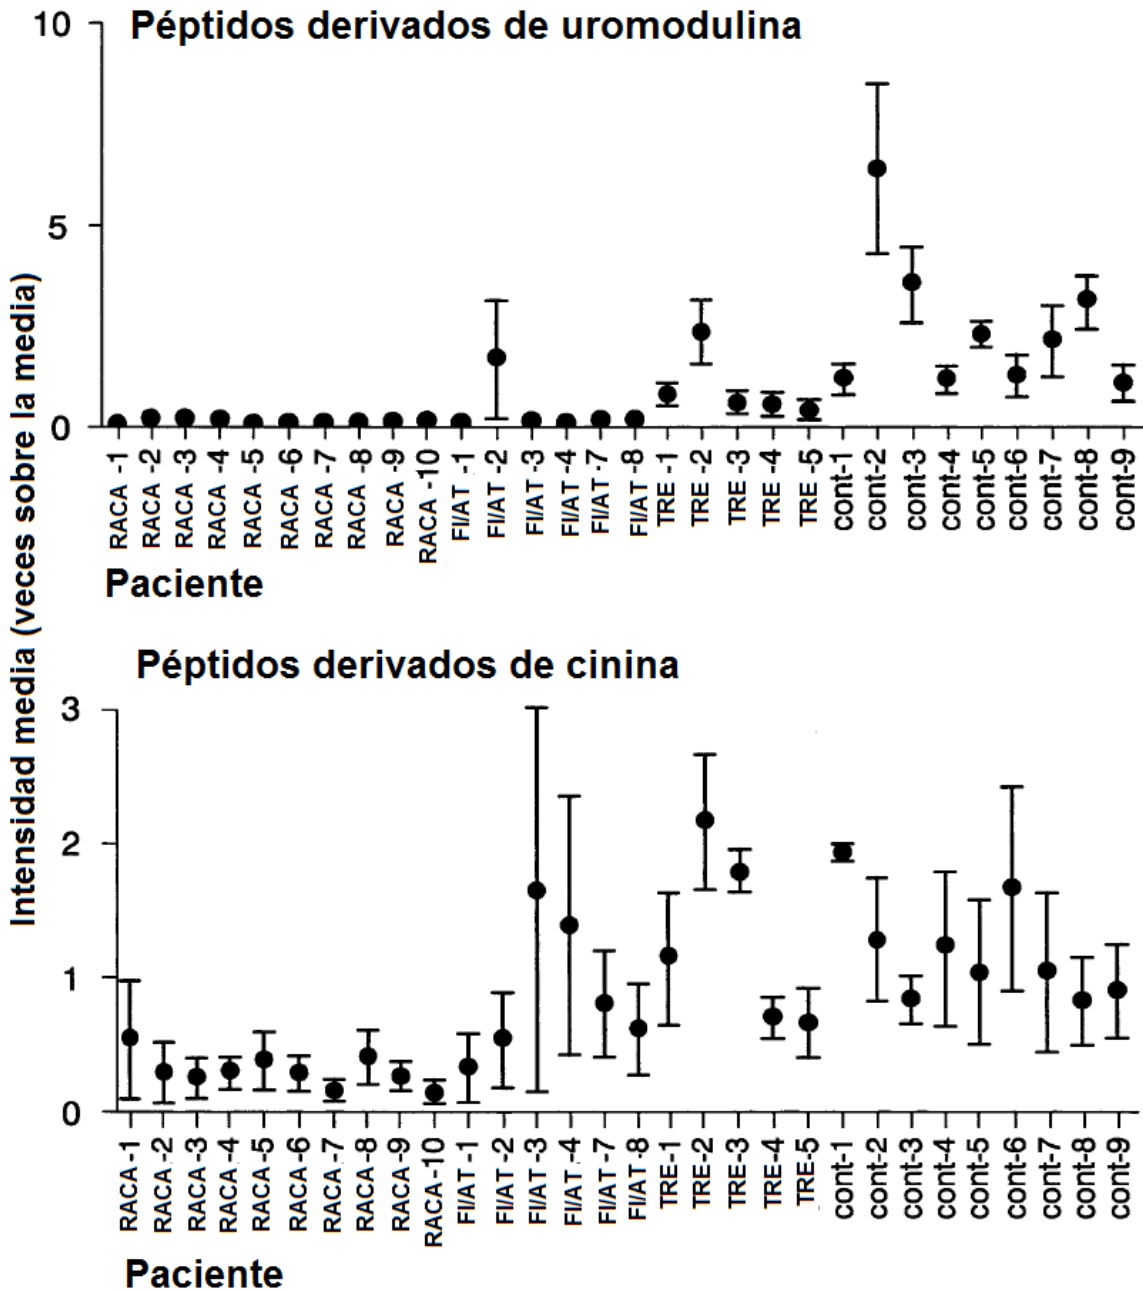 Péptidos derivados de uromodulina
10
5
0
RACA -1
RACA -2
RACA -3
RACA -4
RACA -5
RACA -6
RACA -7
RACA -8
RACA -9
RACA -10
FI/AT -1
FI/AT -2
FI/AT -3
FI/AT -4
FI/AT -7
FI/AT -8
TRE -1
TRE -2
TRE -3
TRE -4
TRE -5
cont-1
cont-2
cont-3
cont-4
cont-5
cont-6
cont-7
cont-8
cont-9
Paciente
Intensidad media (veces sobre la media)
Péptidos derivados de cinina
3
2
1
0
RACA -1
RACA -2
RACA -3
RACA -4
RACA -5
RACA -6
RACA -7
RACA -8
RACA -9
RACA -10
FI/AT -1
FI/AT -2
FI/AT -3
FI/AT -4
FI/AT -7
FI/AT -8
TRE-1
TRE-2
TRE-3
TRE-4
TRE-5
cont-1
cont-2
cont-3
cont-4
cont-5
cont-6
cont-7
cont-8
cont-9
Paciente